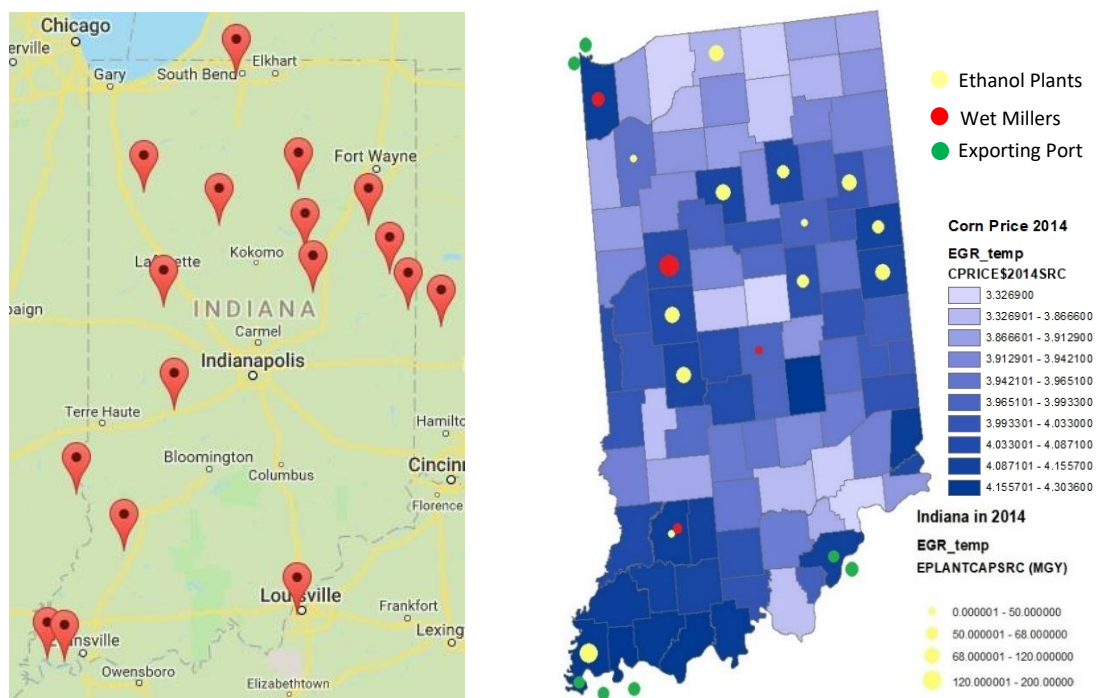 Chicago
erville
Gary
South Bend
Elkhart
Fort Wayne
Kokomo
INDIANA
paign
Carmel
Indianapolis
Terre Haute
Hamilto
Bloomington
Columbus
Cincinn
Florence
Frankfort
Lexing
Owensboro
Elizabethtown
Ethanol Plants
Wet Millers
Exporting Port
Corn Price 2014
EGR_temp
CPRICE$2014SRC
3.326900
3.326901 - 3.866600
3.866601 - 3.912900
3.912901 - 3.942100
3.942101 - 3.965100
3.965101 - 3.993300
3.993301 - 4.033000
4.033001 - 4.087100
4.087101 - 4.155700
4.155701 - 4.303600
Indiana in 2014
EGR_temp
EPLANTCAPSRC (MGY)
0.000001 - 50.000000
50.000001 - 68.000000
68.000001 - 120.000000
120.000001 - 200.00000